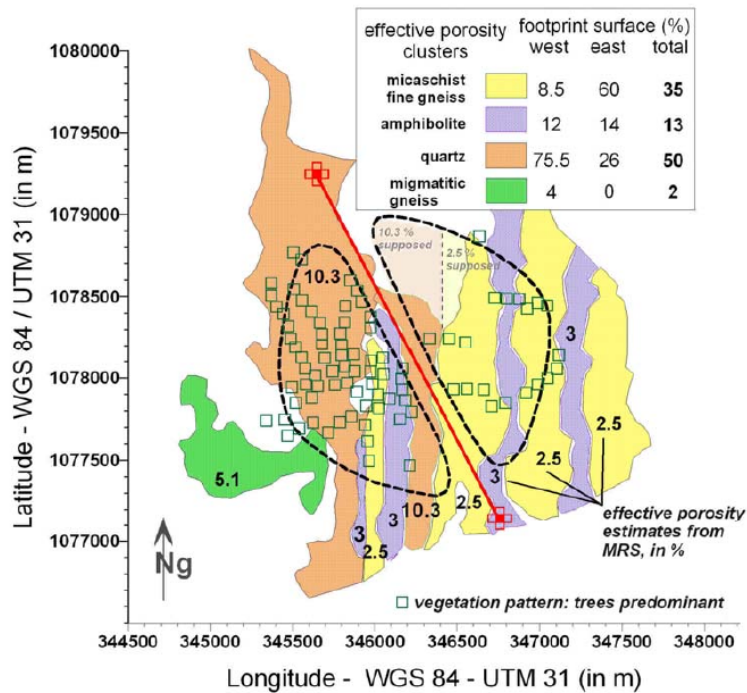 effective porosity clusters footprint surface (%)
west east total
micaschist fine gneiss 8.5 60 35
amphibolite 12 14 13
quartz 75.5 26 50
migmatitic gneiss 4 0 2
1080000
1079500
1079000
1078500
1078000
1077500
1077000
Latitude - WGS 84 / UTM 31 (in m)
10.3 % supposed
2.5 % supposed
10.3
3
2.5
5.1
3
2.5
10.3
3
2.5
3
2.5
effective porosity
estimates from
MRS, in %
Ng
vegetation pattern: trees predominant
344500 345000 345500 346000 346500 347000 347500 348000
Longitude - WGS 84 - UTM 31 (in m)